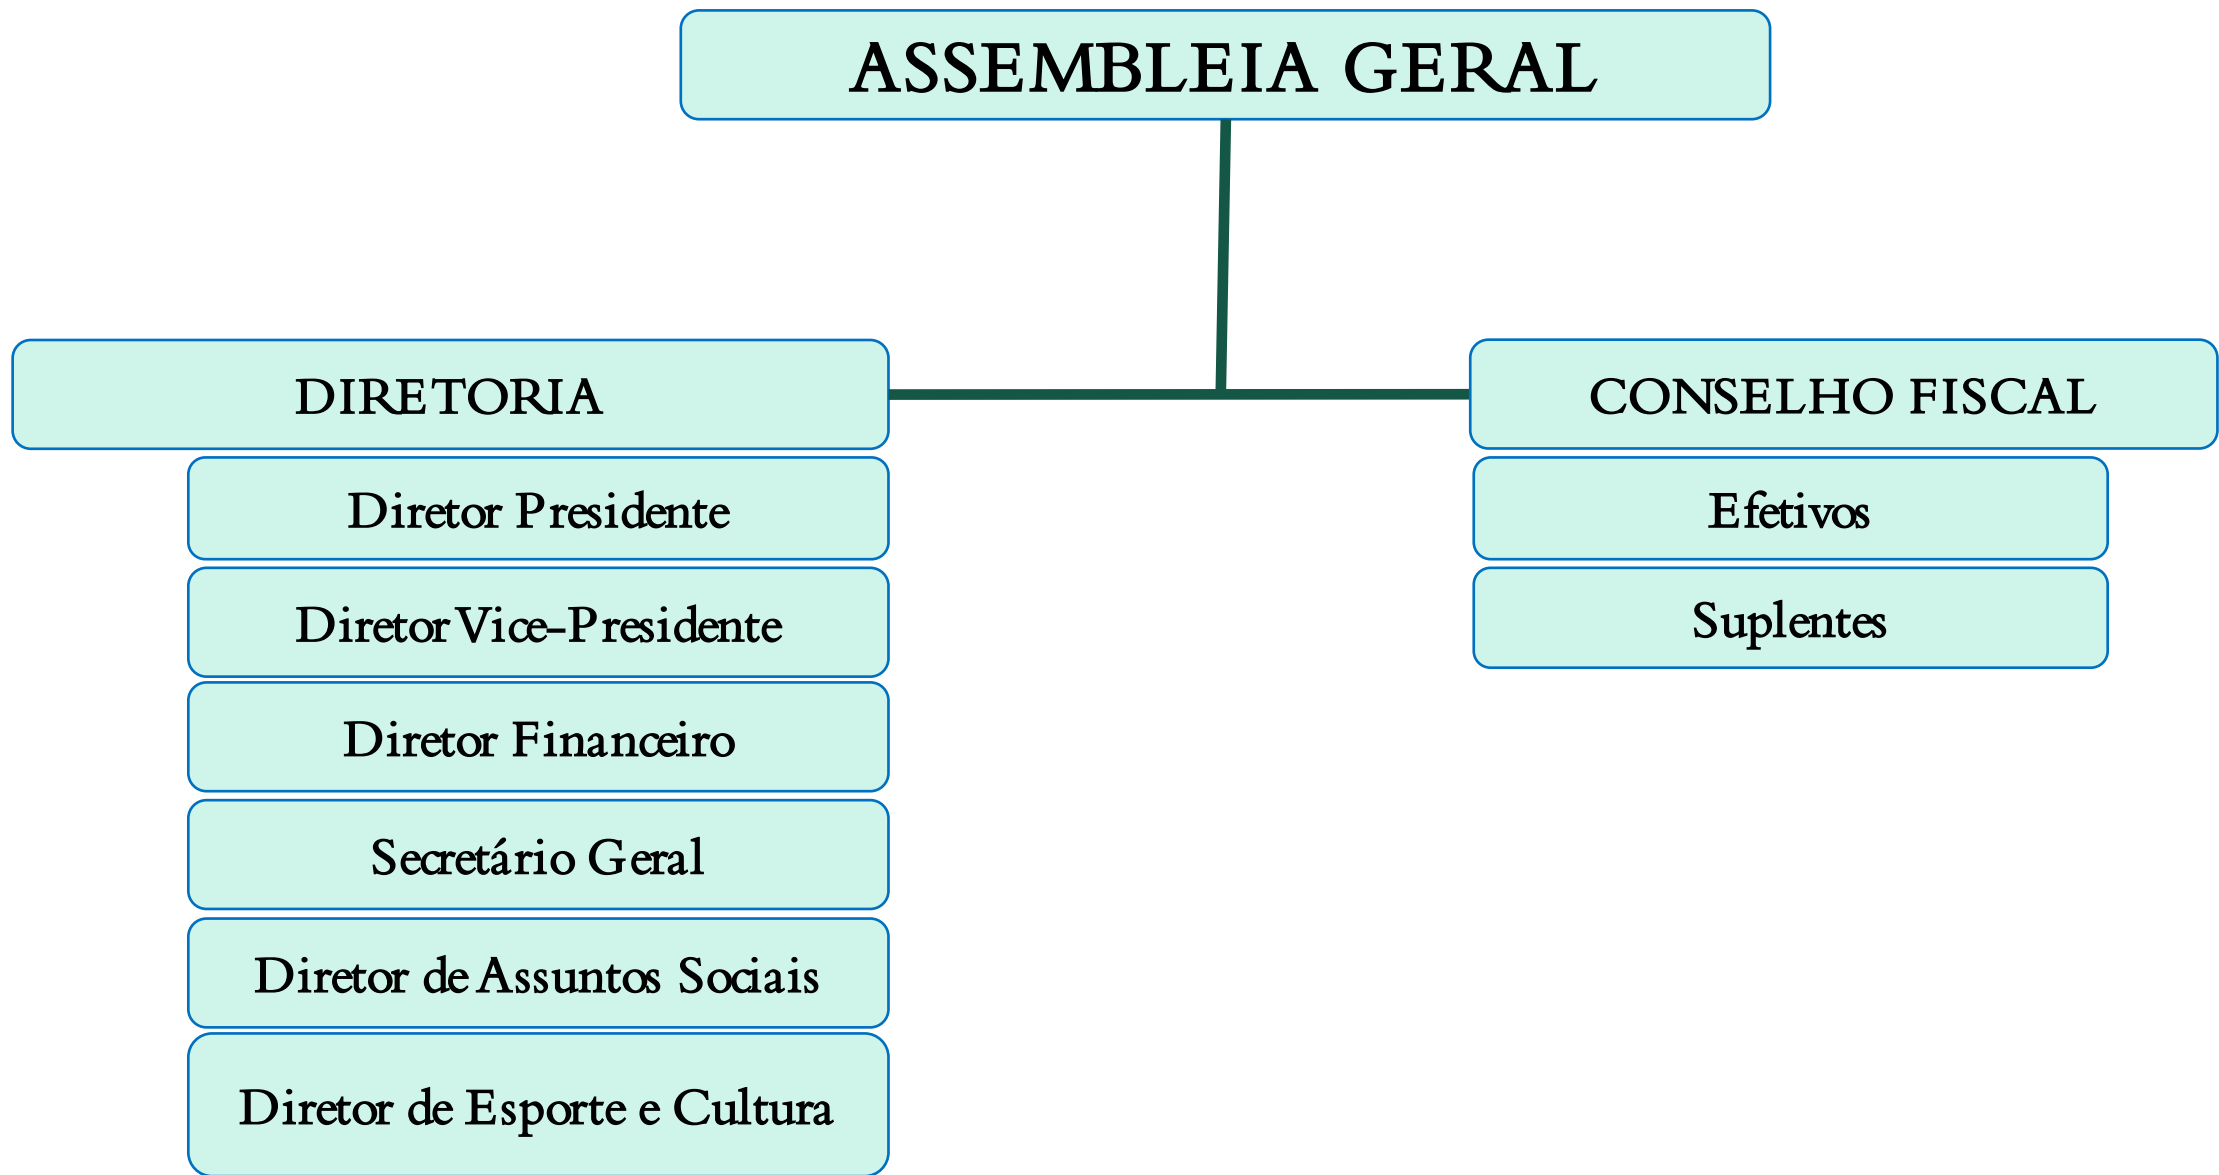 ASSEMBLEIA GERAL
DIRETORIA
CONSELHO FISCAL
Diretor Presidente
Efetivos
Diretor Vice-Presidente
Suplentes
Diretor Financeiro
Secretário Geral
Diretor de Assuntos Sociais
Diretor de Esporte e Cultura